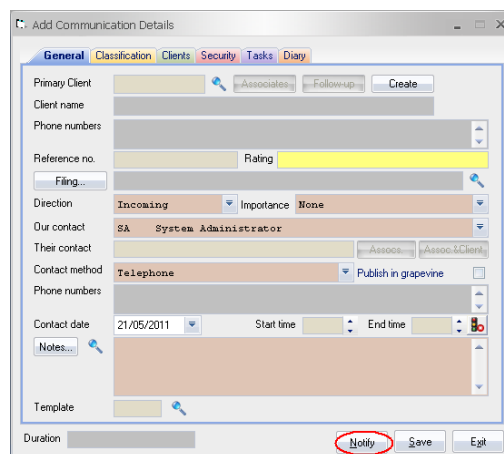 Add Communication Details
General Classification Clients Security Tasks Diary
Primary Client Associates Follow-up Create
Client name
Phone numbers
Reference no. Rating
Filing...
Direction Incoming Importance None
Our contact SA System Administrator
Their contact Assocs. Assoc.&Client
Contact method Telephone Publish in grapevine
Phone numbers
Contact date 21/05/2011 Start time End time
Notes...
Template
Duration Notify Save Exit